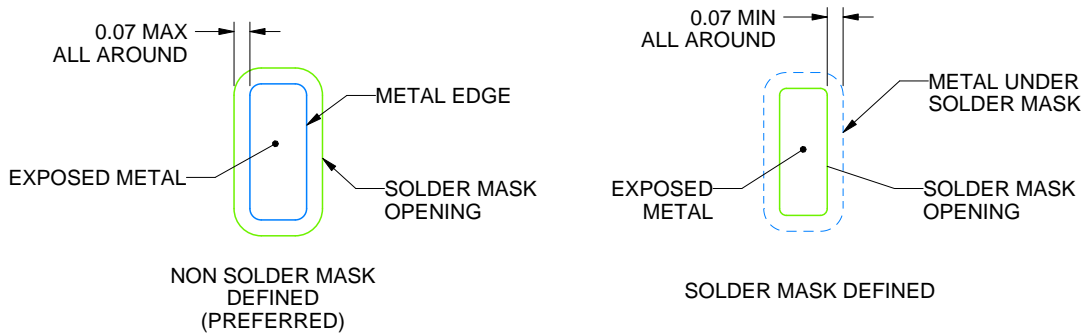 0.07 MAX
ALL AROUND
METAL EDGE
EXPOSED METAL
SOLDER MASK
OPENING
NON SOLDER MASK
DEFINED
(PREFERRED)
0.07 MIN
ALL AROUND
METAL UNDER
SOLDER MASK
EXPOSED
METAL
SOLDER MASK
OPENING
SOLDER MASK DEFINED